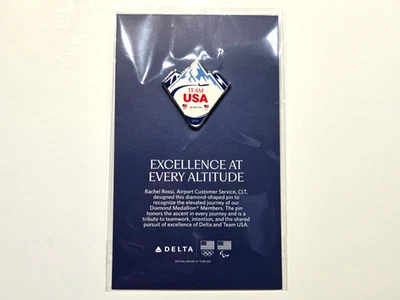 TEAM
USA
EXCELLENCE AT
EVERY ALTITUDE
Rachel Rossi, Airport Customer Service, CLT,
designed this diamond-shaped pin to
recognize the elevated journey of our
Diamond Medallion® Members. The pin
honors the ascent in every journey and is a
tribute to teamwork, intention, and the shared
pursuit of excellence of Delta and Team USA.
DELTA